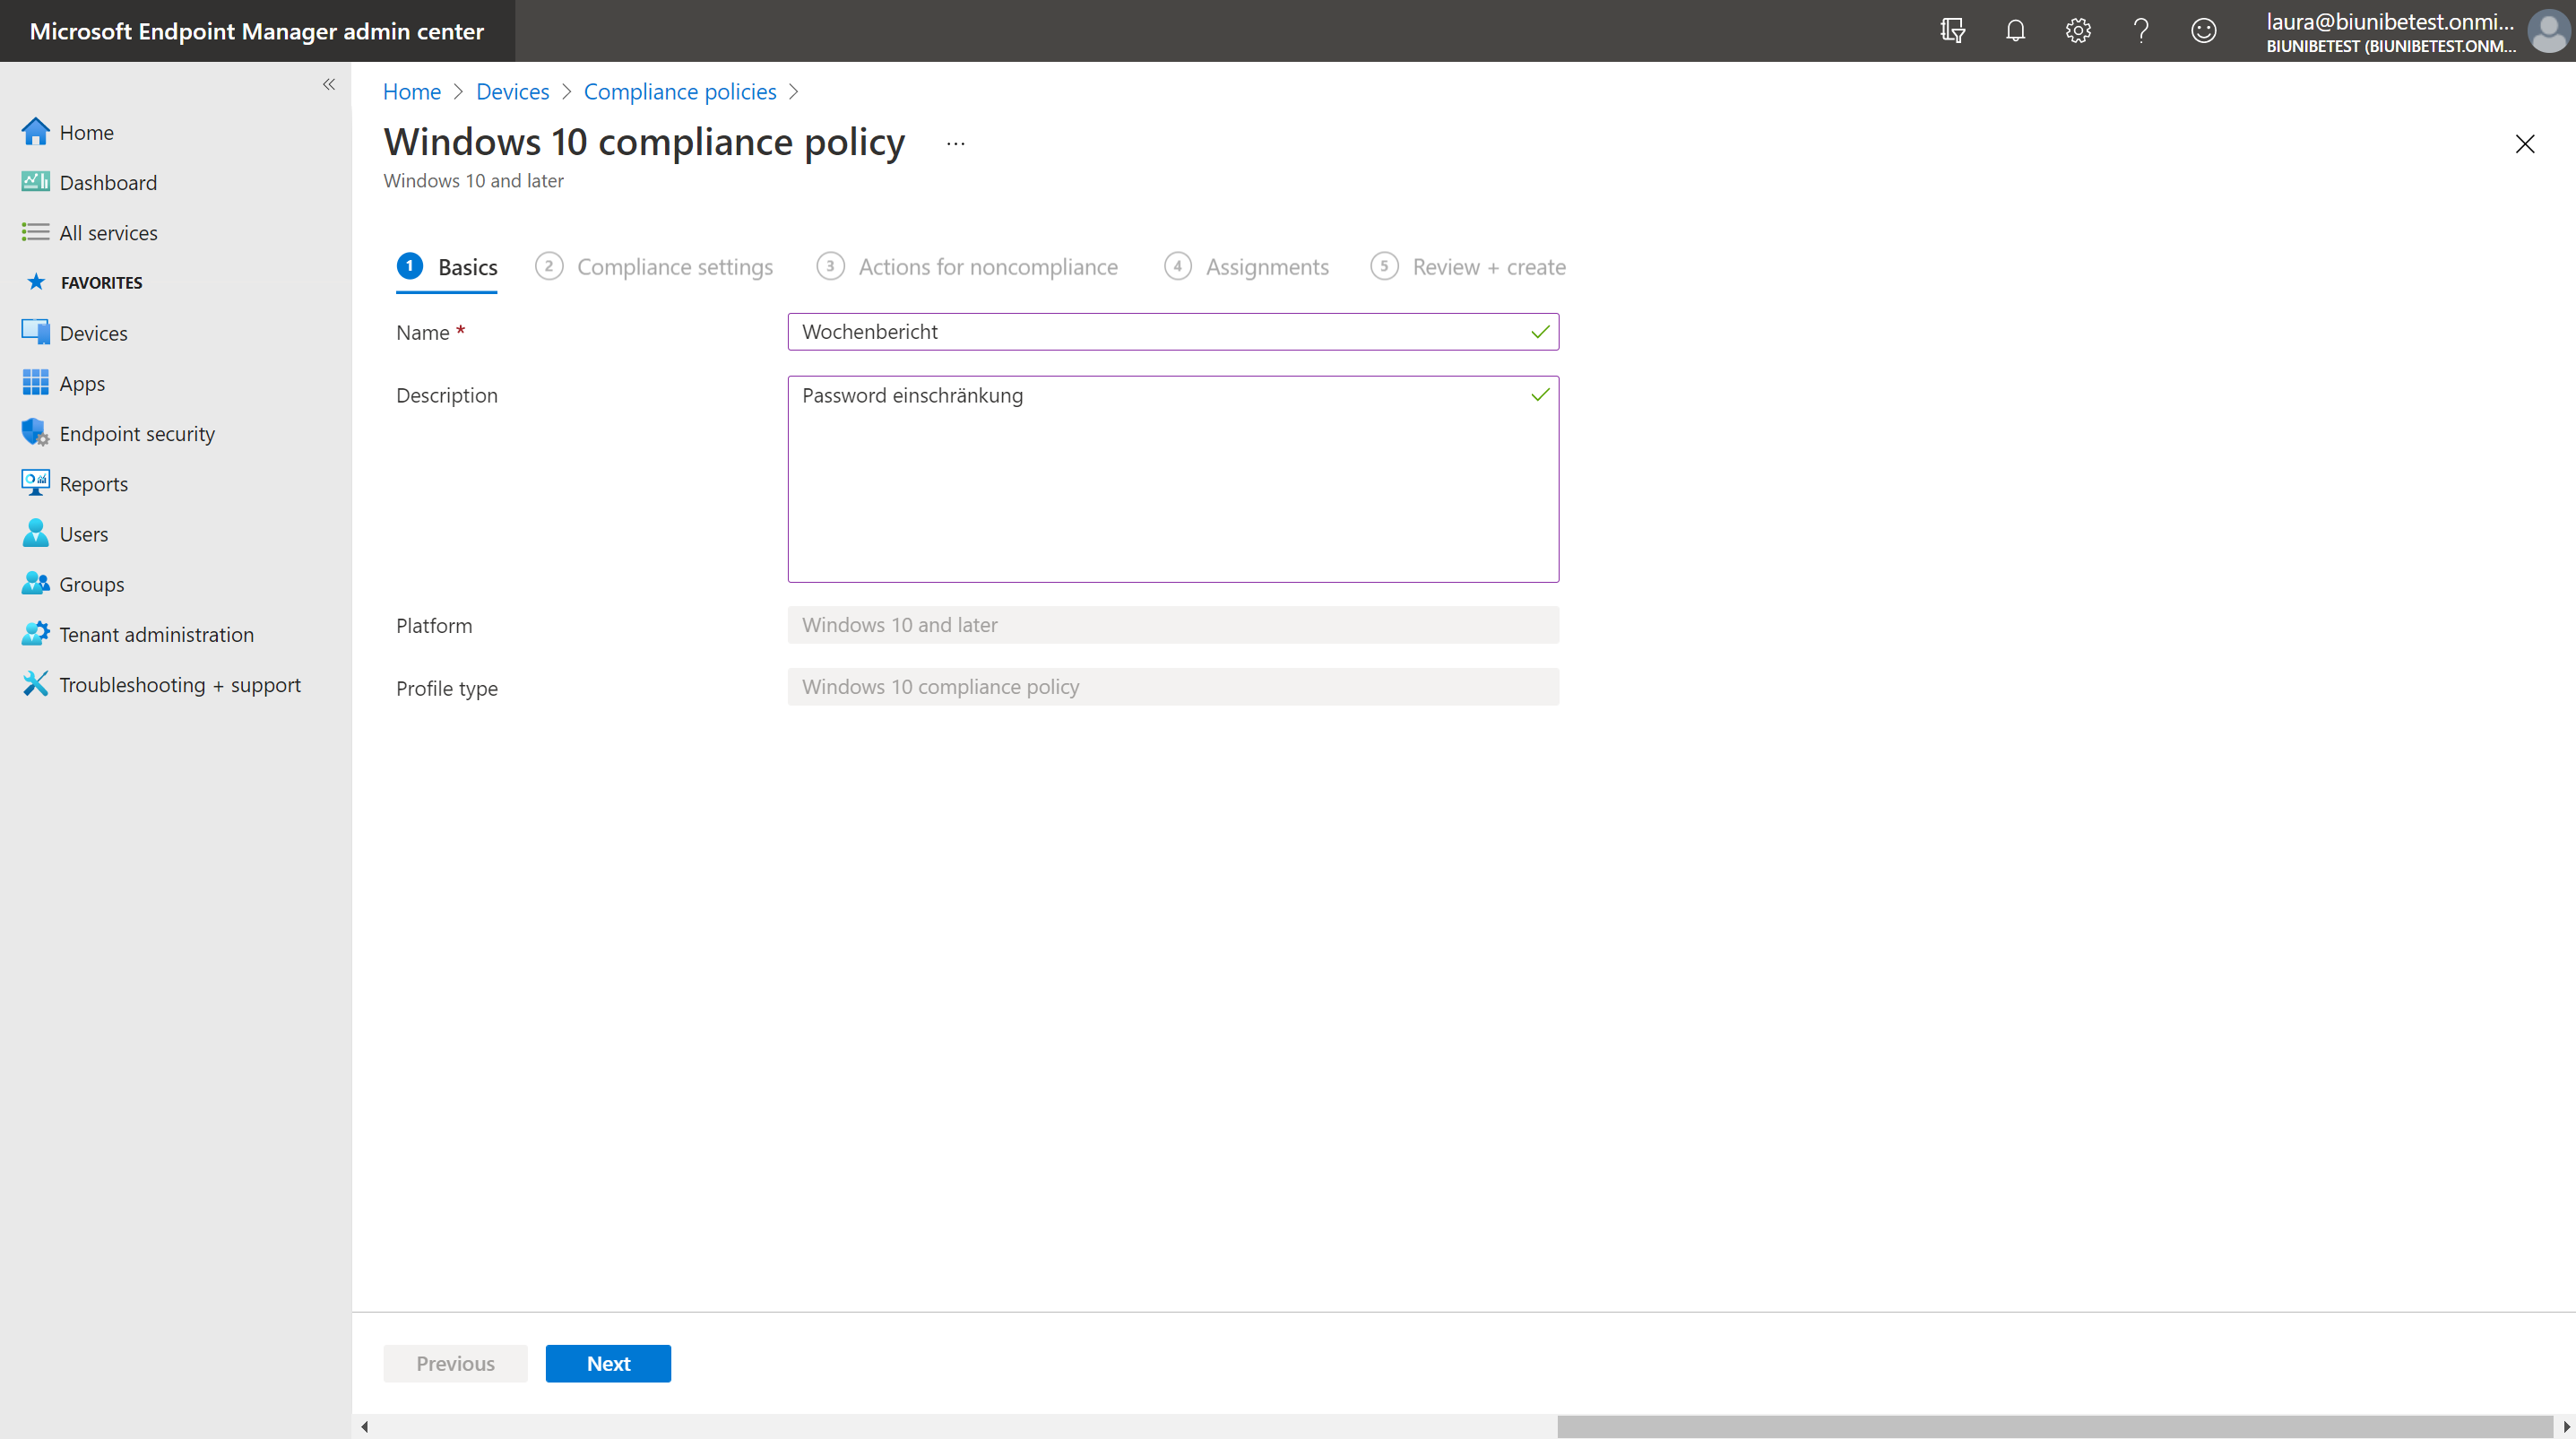 Microsoft Endpoint Manager admin center
laura@biunibetest.onmi...
BIUNIBETEST (BIUNIBETEST.ONM...
«
Home
Dashboard
All services
FAVORITES
Devices
Apps
Endpoint security
Reports
Users
Groups
Tenant administration
Troubleshooting + support
Home > Devices > Compliance policies >
Windows 10 compliance policy ...
Windows 10 and later
1 Basics 2 Compliance settings 3 Actions for noncompliance 4 Assignments 5 Review + create
Name * Wochenbericht
Description Password einschränkung
Platform Windows 10 and later
Profile type Windows 10 compliance policy
Previous Next